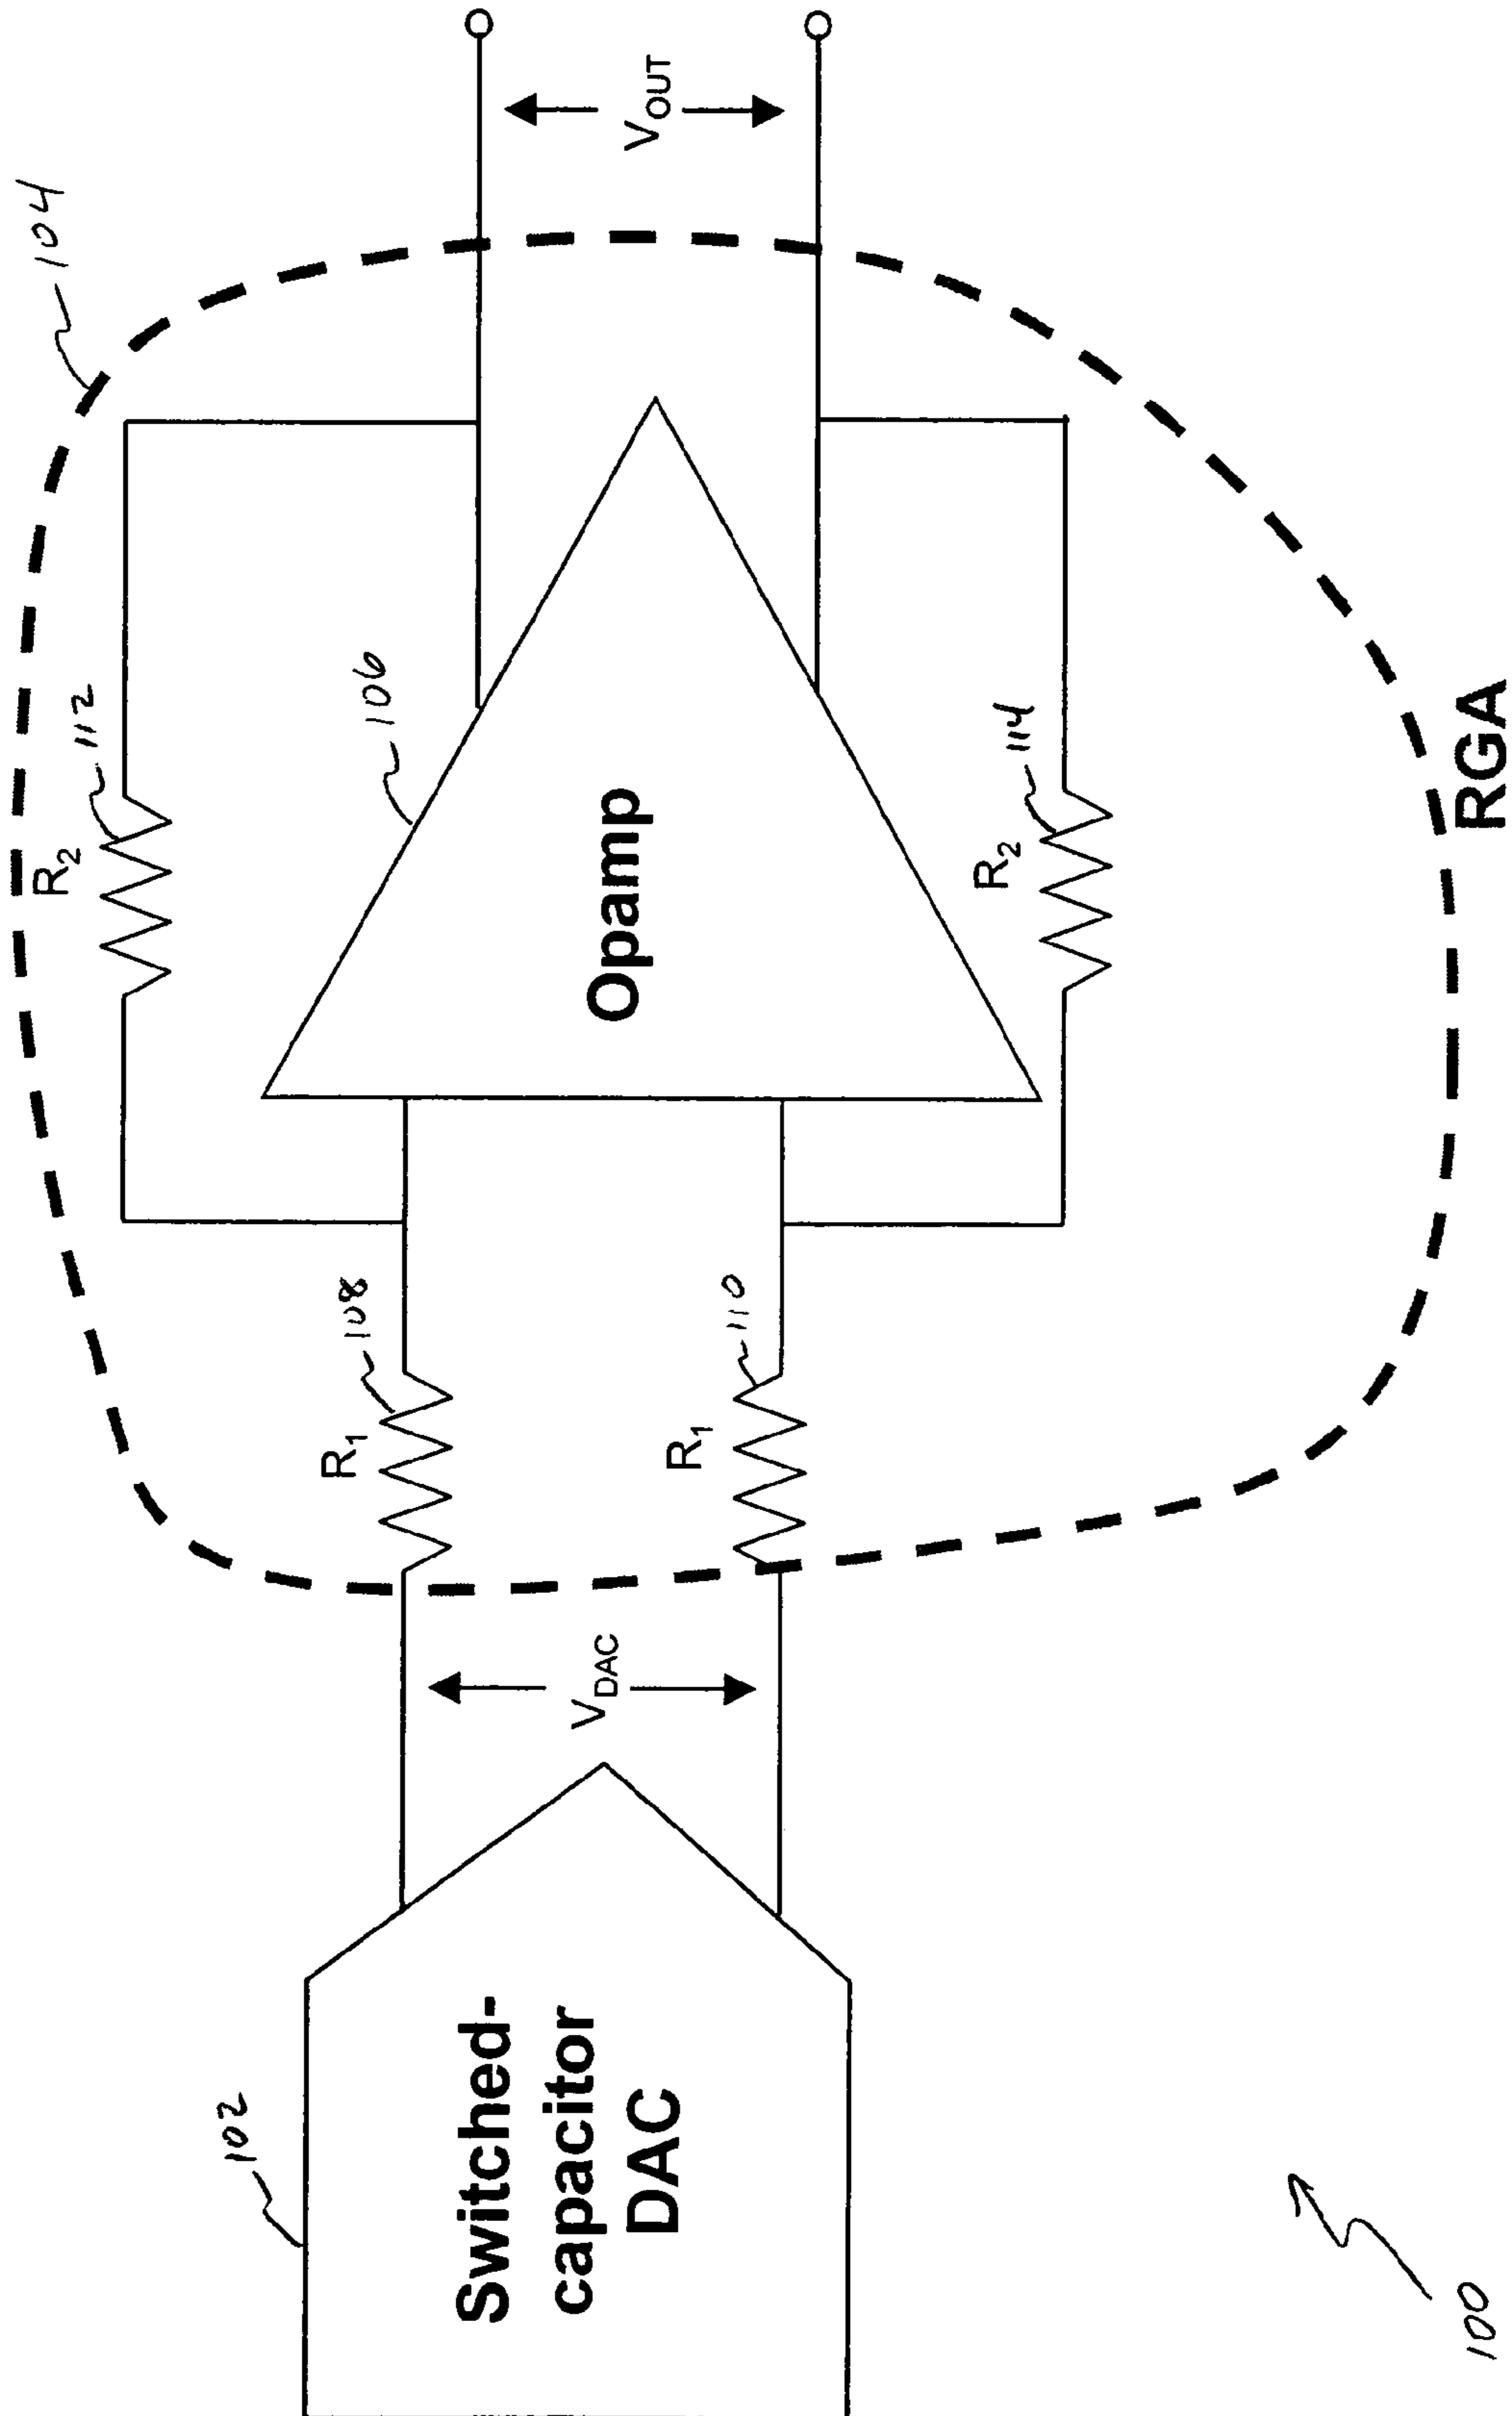 104
R2
112
106
VOUT
Opamp
R2
114
RGA
R1
108
R1
110
VDAC
102
Switched-
capacitor
DAC
100